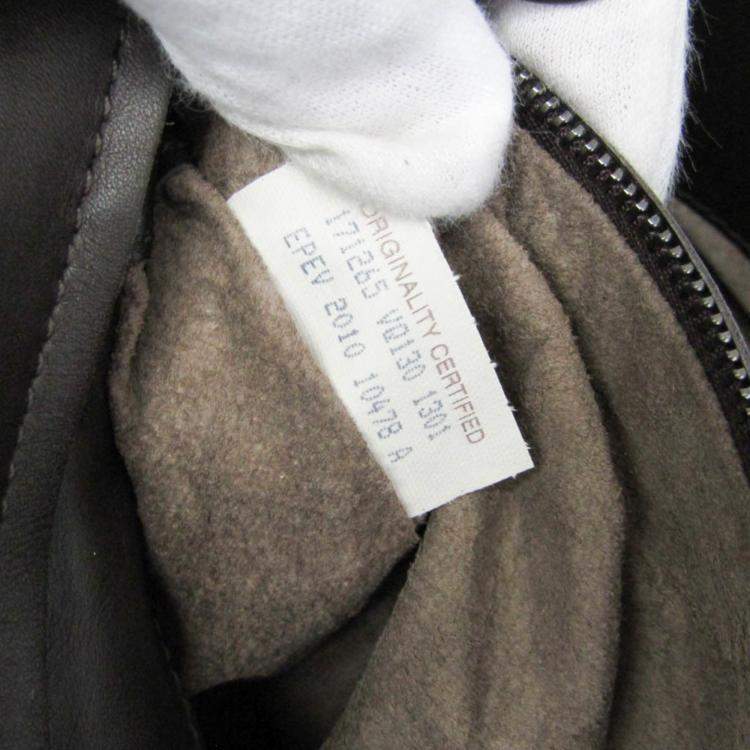 ORIGINALITY CERTIFIED
171265 VQ130 1301
EPEV 2010 10478 A